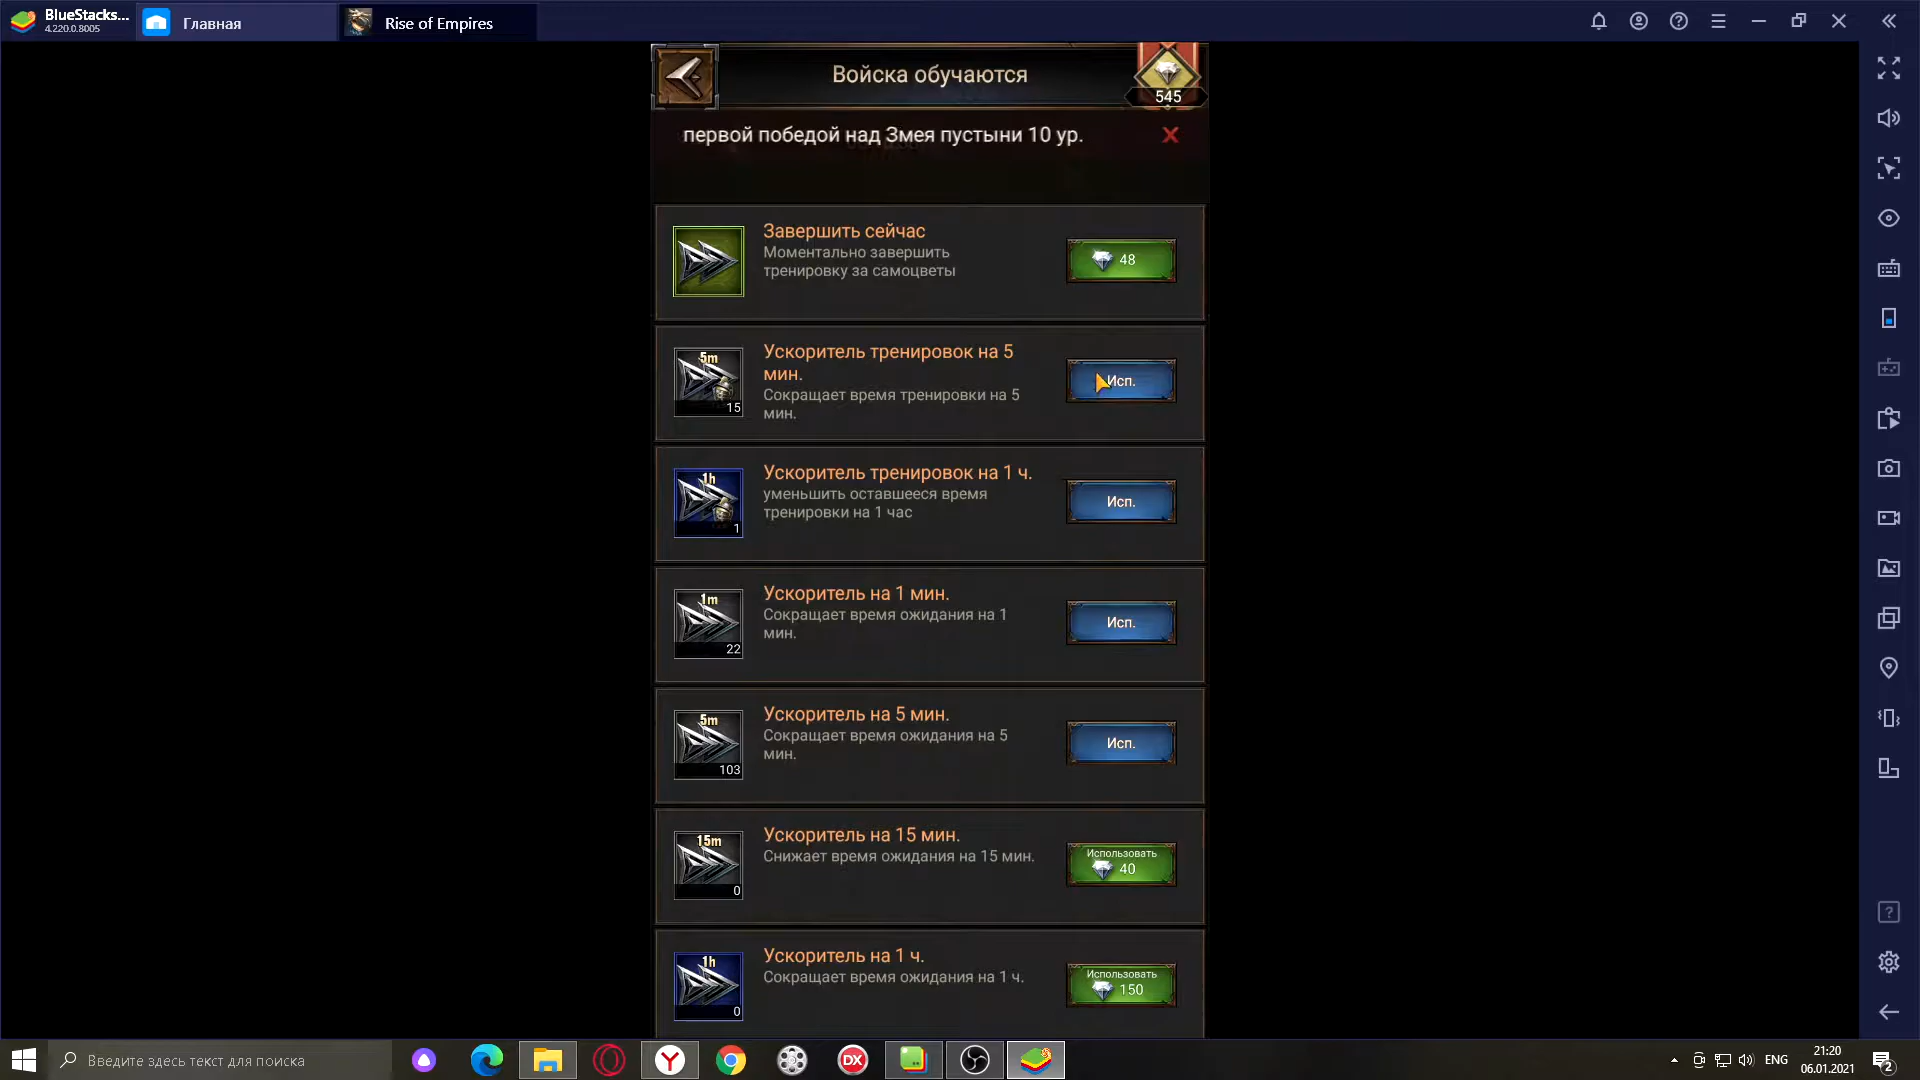 BlueStacks...
4.220.0.8005
Главная
Rise of Empires
Войска обучаются
545
первой победой над Змея пустыни 10 ур.
Завершить сейчас
Моментально завершить
тренировку за самоцветы
48
5m
15
Ускоритель тренировок на 5
мин.
Сокращает время тренировки на 5
мин.
Исп.
1h
1
Ускоритель тренировок на 1 ч.
уменьшить оставшееся время
тренировки на 1 час
Исп.
1m
22
Ускоритель на 1 мин.
Сокращает время ожидания на 1
мин.
Исп.
5m
103
Ускоритель на 5 мин.
Сокращает время ожидания на 5
мин.
Исп.
15m
0
Ускоритель на 15 мин.
Снижает время ожидания на 15 мин.
Использовать
40
1h
0
Ускоритель на 1 ч.
Сокращает время ожидания на 1 ч.
Использовать
150
Введите здесь текст для поиска
DX
ENG
21:20
06.01.2021
2